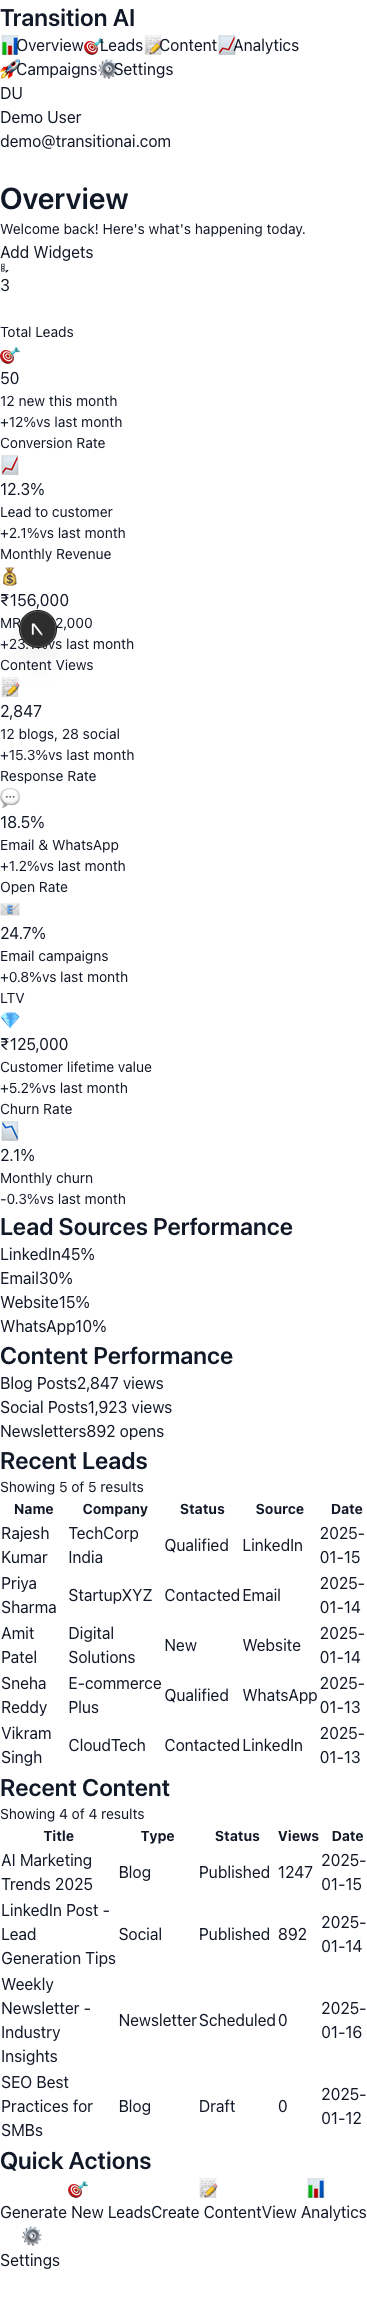 Transition AI
Overview Leads Content Analytics
Campaigns Settings
DU
Demo User
demo@transitionai.com
Overview
Welcome back! Here's what's happening today.
Add Widgets
3
Total Leads
50
12 new this month
+12%vs last month
Conversion Rate
12.3%
Lead to customer
+2.1%vs last month
Monthly Revenue
₹156,000
+23. vs last month
Content Views
2,847
12 blogs, 28 social
+15.3%vs last month
Response Rate
18.5%
Email & WhatsApp
+1.2%vs last month
Open Rate
24.7%
Email campaigns
+0.8%vs last month
LTV
₹125,000
Customer lifetime value
+5.2%vs last month
Churn Rate
2.1%
Monthly churn
-0.3%vs last month
Lead Sources Performance
LinkedIn45%
Email30%
Website15%
WhatsApp10%
Content Performance
Blog Posts2,847 views
Social Posts1,923 views
Newsletters892 opens
Recent Leads
Showing 5 of 5 results
Name Company Status Source Date
Rajesh Kumar TechCorp India Qualified LinkedIn 2025-01-15
Priya Sharma StartupXYZ Contacted Email 2025-01-14
Amit Patel Digital Solutions New Website 2025-01-14
Sneha Reddy E-commerce Plus Qualified WhatsApp 2025-01-13
Vikram Singh CloudTech Contacted LinkedIn 2025-01-13
Recent Content
Showing 4 of 4 results
Title Type Status Views Date
AI Marketing Trends 2025 Blog Published 1247 2025-01-15
LinkedIn Post - Lead Generation Tips Social Published 892 2025-01-14
Weekly Newsletter - Industry Insights Newsletter Scheduled 0 2025-01-16
SEO Best Practices for SMBs Blog Draft 0 2025-01-12
Quick Actions
Generate New Leads Create Content View Analytics
Settings